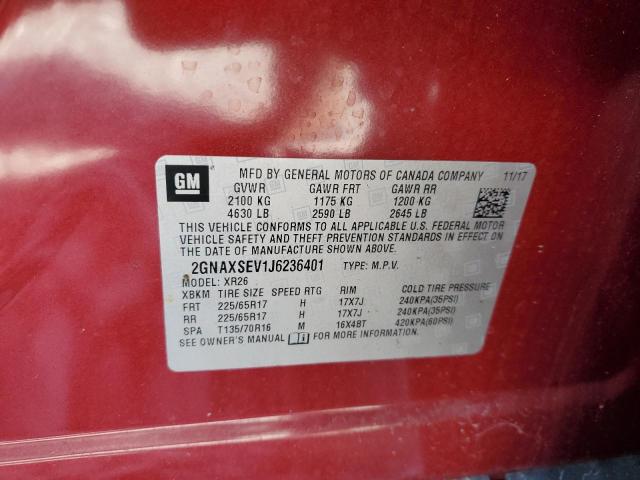 GM
MFD BY GENERAL MOTORS OF CANADA COMPANY 11/17
GVWR GAWR FRT GAWR RR
2100 KG 1175 KG 1200 KG
4630 LB 2590 LB 2645 LB
THIS VEHICLE CONFORMS TO ALL APPLICABLE U.S. FEDERAL MOTOR
VEHICLE SAFETY AND THEFT PREVENTION STANDARDS IN EFFECT ON
THE DATE OF MANUFACTURE SHOWN ABOVE.
2GNAXSEV1J6236401 TYPE: M.P.V.
MODEL: XR26
XBKM TIRE SIZE SPEED RTG RIM COLD TIRE PRESSURE
FRT 225/65R17 H 17X7J 240KPA(35PSI)
RR 225/65R17 H 17X7J 240KPA(35PSI)
SPA T135/70R16 M 16X4BT 420KPA(60PSI)
SEE OWNER'S MANUAL FOR MORE INFORMATION.